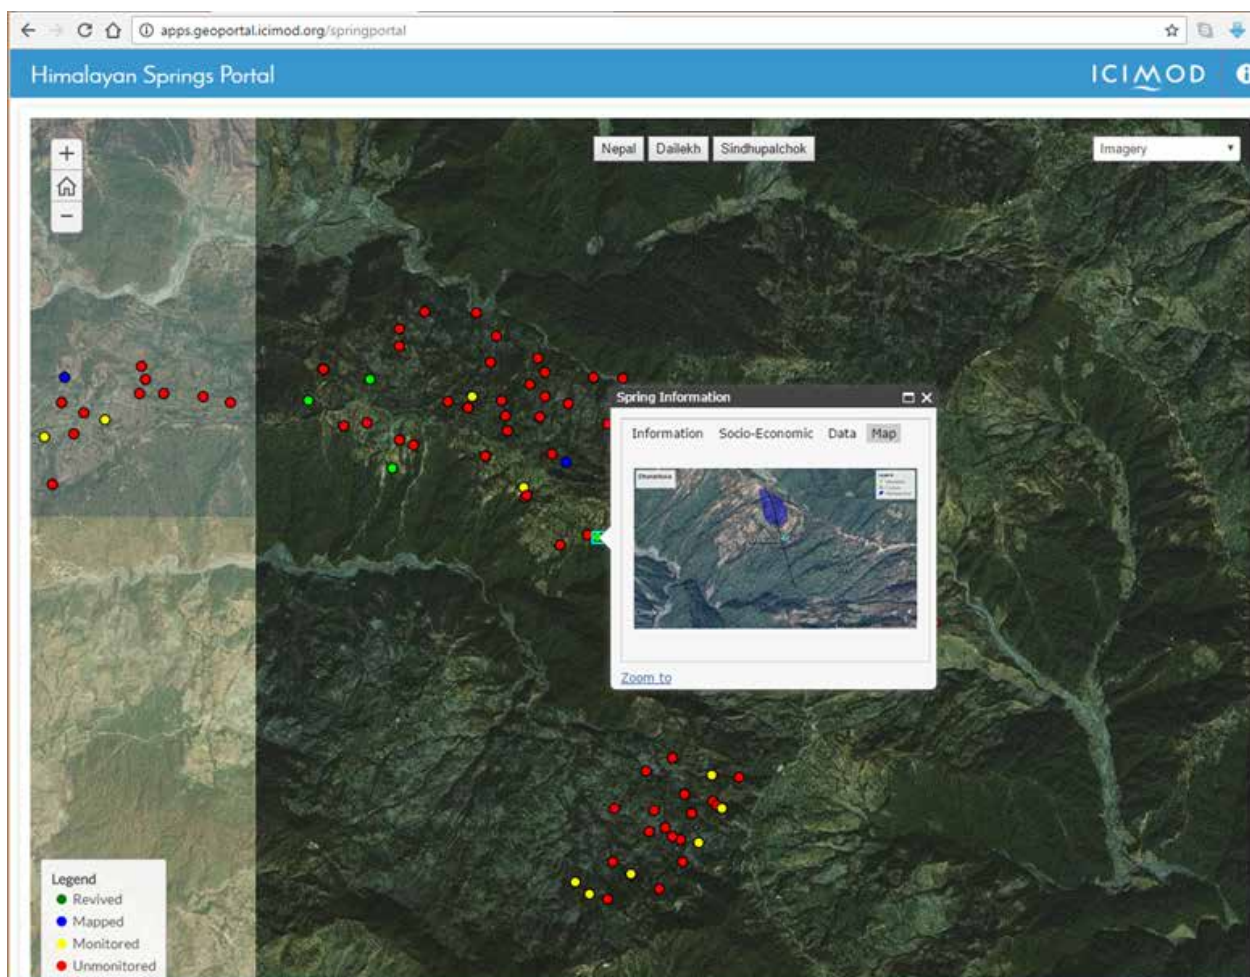 apps.geoportal.icimod.org/springportal
Himalayan Springs Portal
ICIMOD
i
+
−
Nepal Dailekh Sindhupalchok
Imagery
Spring Information
Information Socio-Economic Data Map
Zoom to
Legend
Revived
Mapped
Monitored
Unmonitored